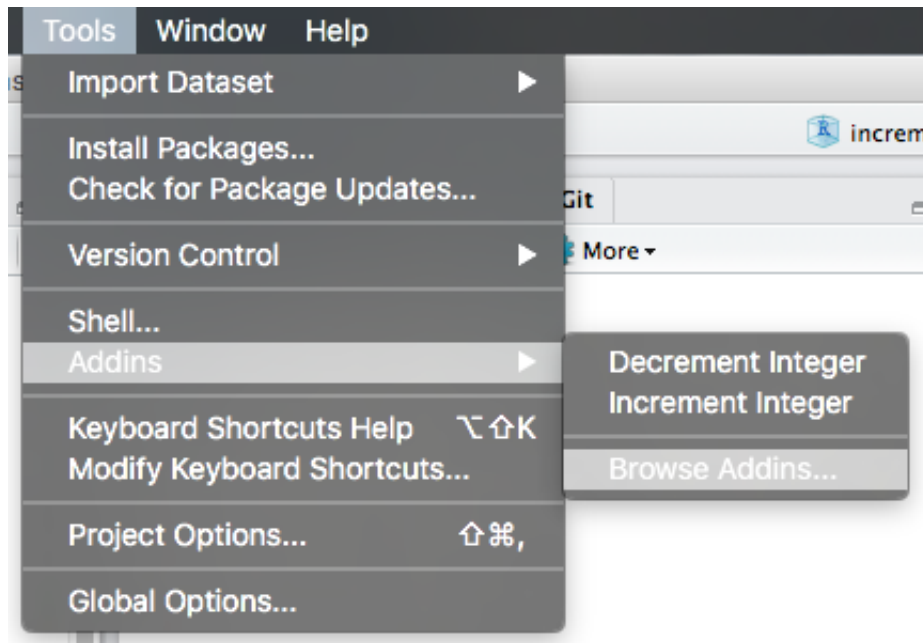 Tools Window Help
Import Dataset
Install Packages...
Check for Package Updates...
Version Control
Shell...
Addins
Keyboard Shortcuts Help ⌥⇧K
Modify Keyboard Shortcuts...
Project Options... ⇧⌘,
Global Options...
Decrement Integer
Increment Integer
Browse Addins...
increm
Git
More